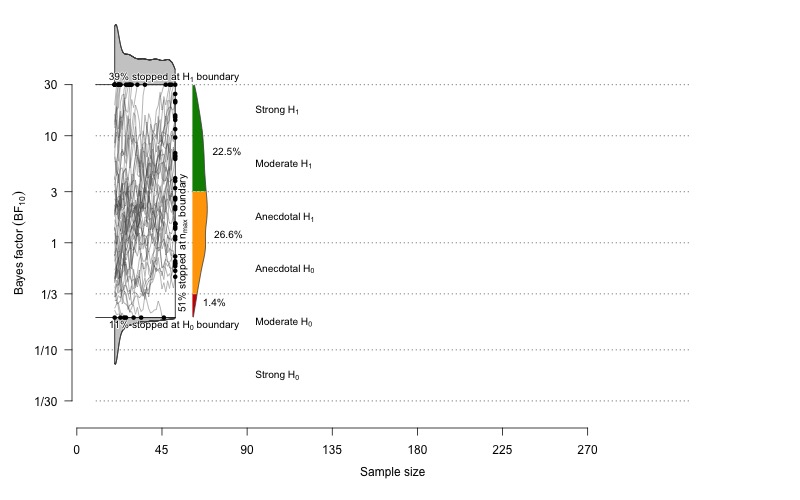 39% stopped at H1 boundary
30
Strong H1
10
22.5%
Moderate H1
3
Anecdotal H1
26.6%
1
Anecdotal H0
1/3
1.4%
51% stopped at nmax boundary
11% stopped at H0 boundary
Moderate H0
1/10
Strong H0
1/30
Bayes factor (BF10)
0 45 90 135 180 225 270
Sample size